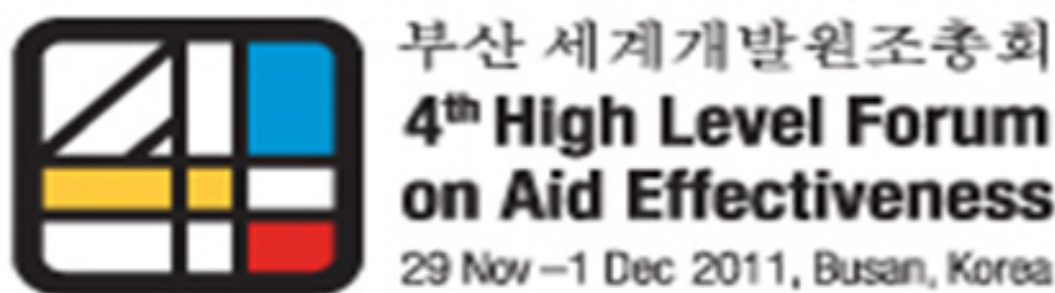 부산 세계개발원조총회
4th High Level Forum
on Aid Effectiveness
29 Nov – 1 Dec 2011, Busan, Korea